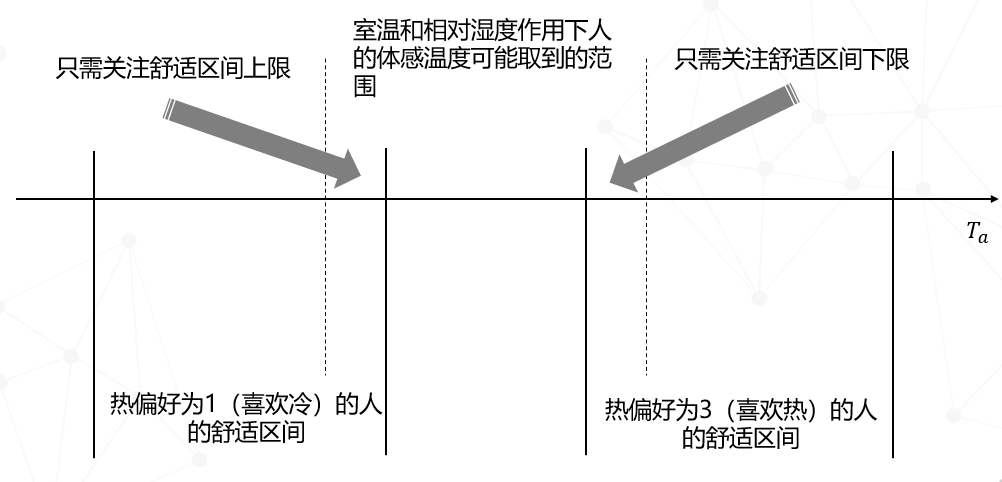 室温和相对湿度作用下人
的体感温度可能取到的范
围
只需关注舒适区间上限
只需关注舒适区间下限
T_a
热偏好为1（喜欢冷）的人
的舒适区间
热偏好为3（喜欢热）的人
的舒适区间